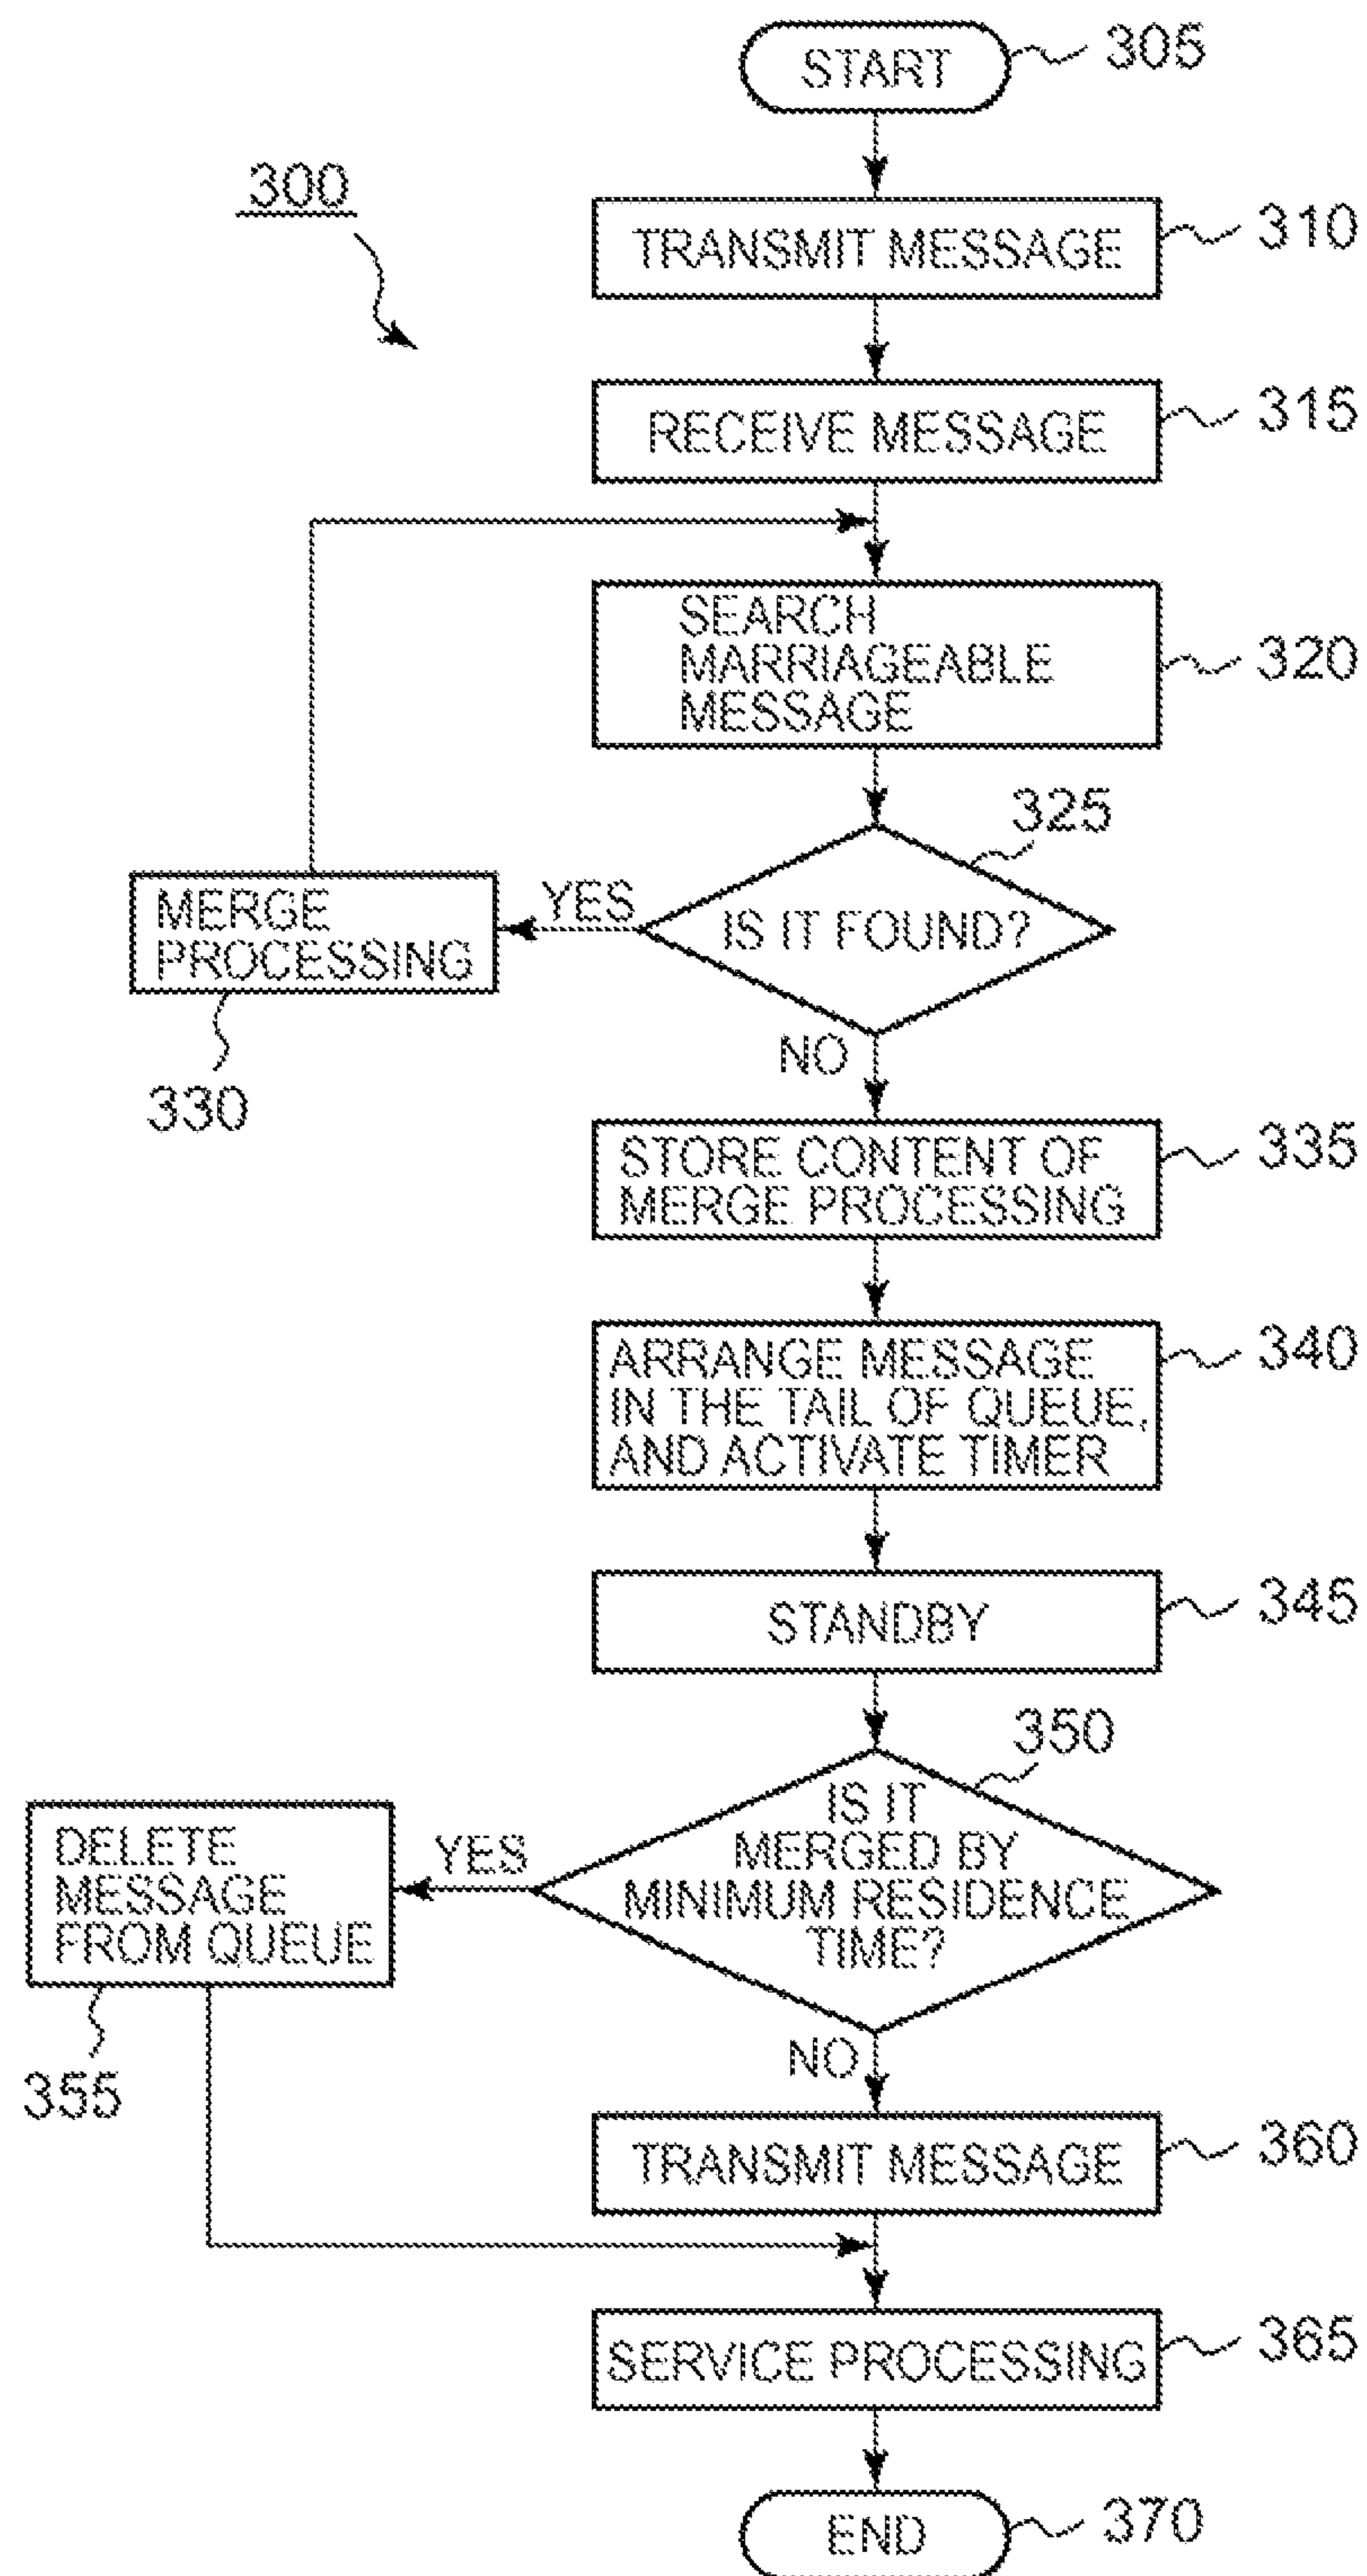 START
305
300
TRANSMIT MESSAGE
310
RECEIVE MESSAGE
315
SEARCH
MARRIAGEABLE
MESSAGE
320
325
IS IT FOUND?
YES
MERGE
PROCESSING
330
NO
STORE CONTENT OF
MERGE PROCESSING
335
ARRANGE MESSAGE
IN THE TAIL OF QUEUE,
AND ACTIVATE TIMER
340
STANDBY
345
350
IS IT
MERGED BY
MINIMUM RESIDENCE
TIME?
YES
DELETE
MESSAGE
FROM QUEUE
355
NO
TRANSMIT MESSAGE
360
SERVICE PROCESSING
365
END
370